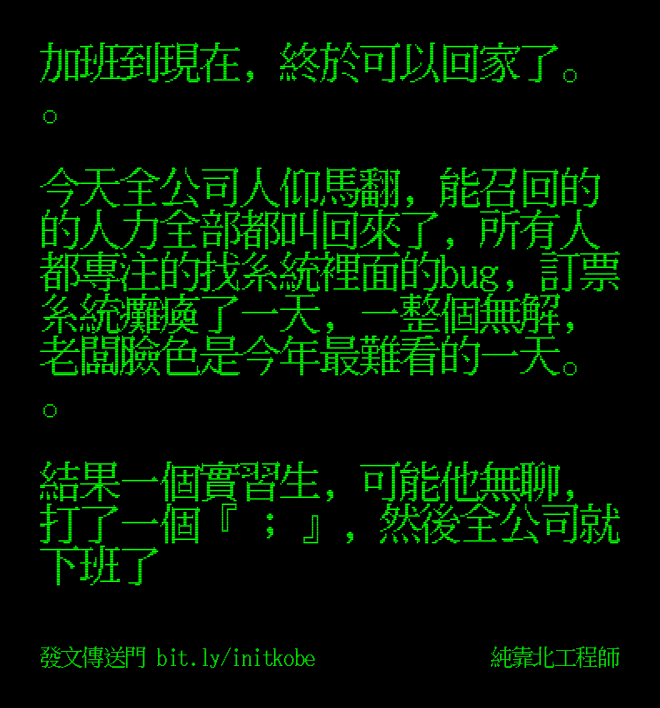 加班到現在，終於可以回家了。
。
今天全公司人仰馬翻，能召回的
的人力全部都叫回來了，所有人
都專注的找系統裡面的bug，訂票
系統癱瘓了一天，一整個無解，
老闆臉色是今年最難看的一天。
。
結果一個實習生，可能他無聊，
打了一個『 ; 』，然後全公司就
下班了
發文傳送門 bit.ly/initkobe
純靠北工程師